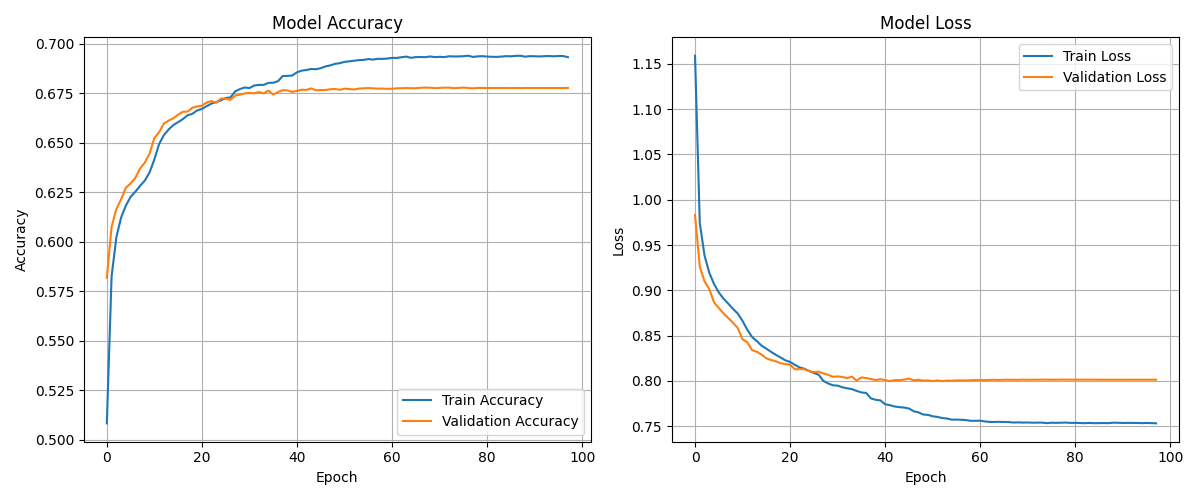 Model Accuracy
0.700
0.675
0.650
0.625
0.600
0.575
0.550
0.525
0.500
Accuracy
0 20 40 60 80 100
Epoch
Train Accuracy
Validation Accuracy
Model Loss
1.15
1.10
1.05
1.00
0.95
0.90
0.85
0.80
0.75
Loss
0 20 40 60 80 100
Epoch
Train Loss
Validation Loss